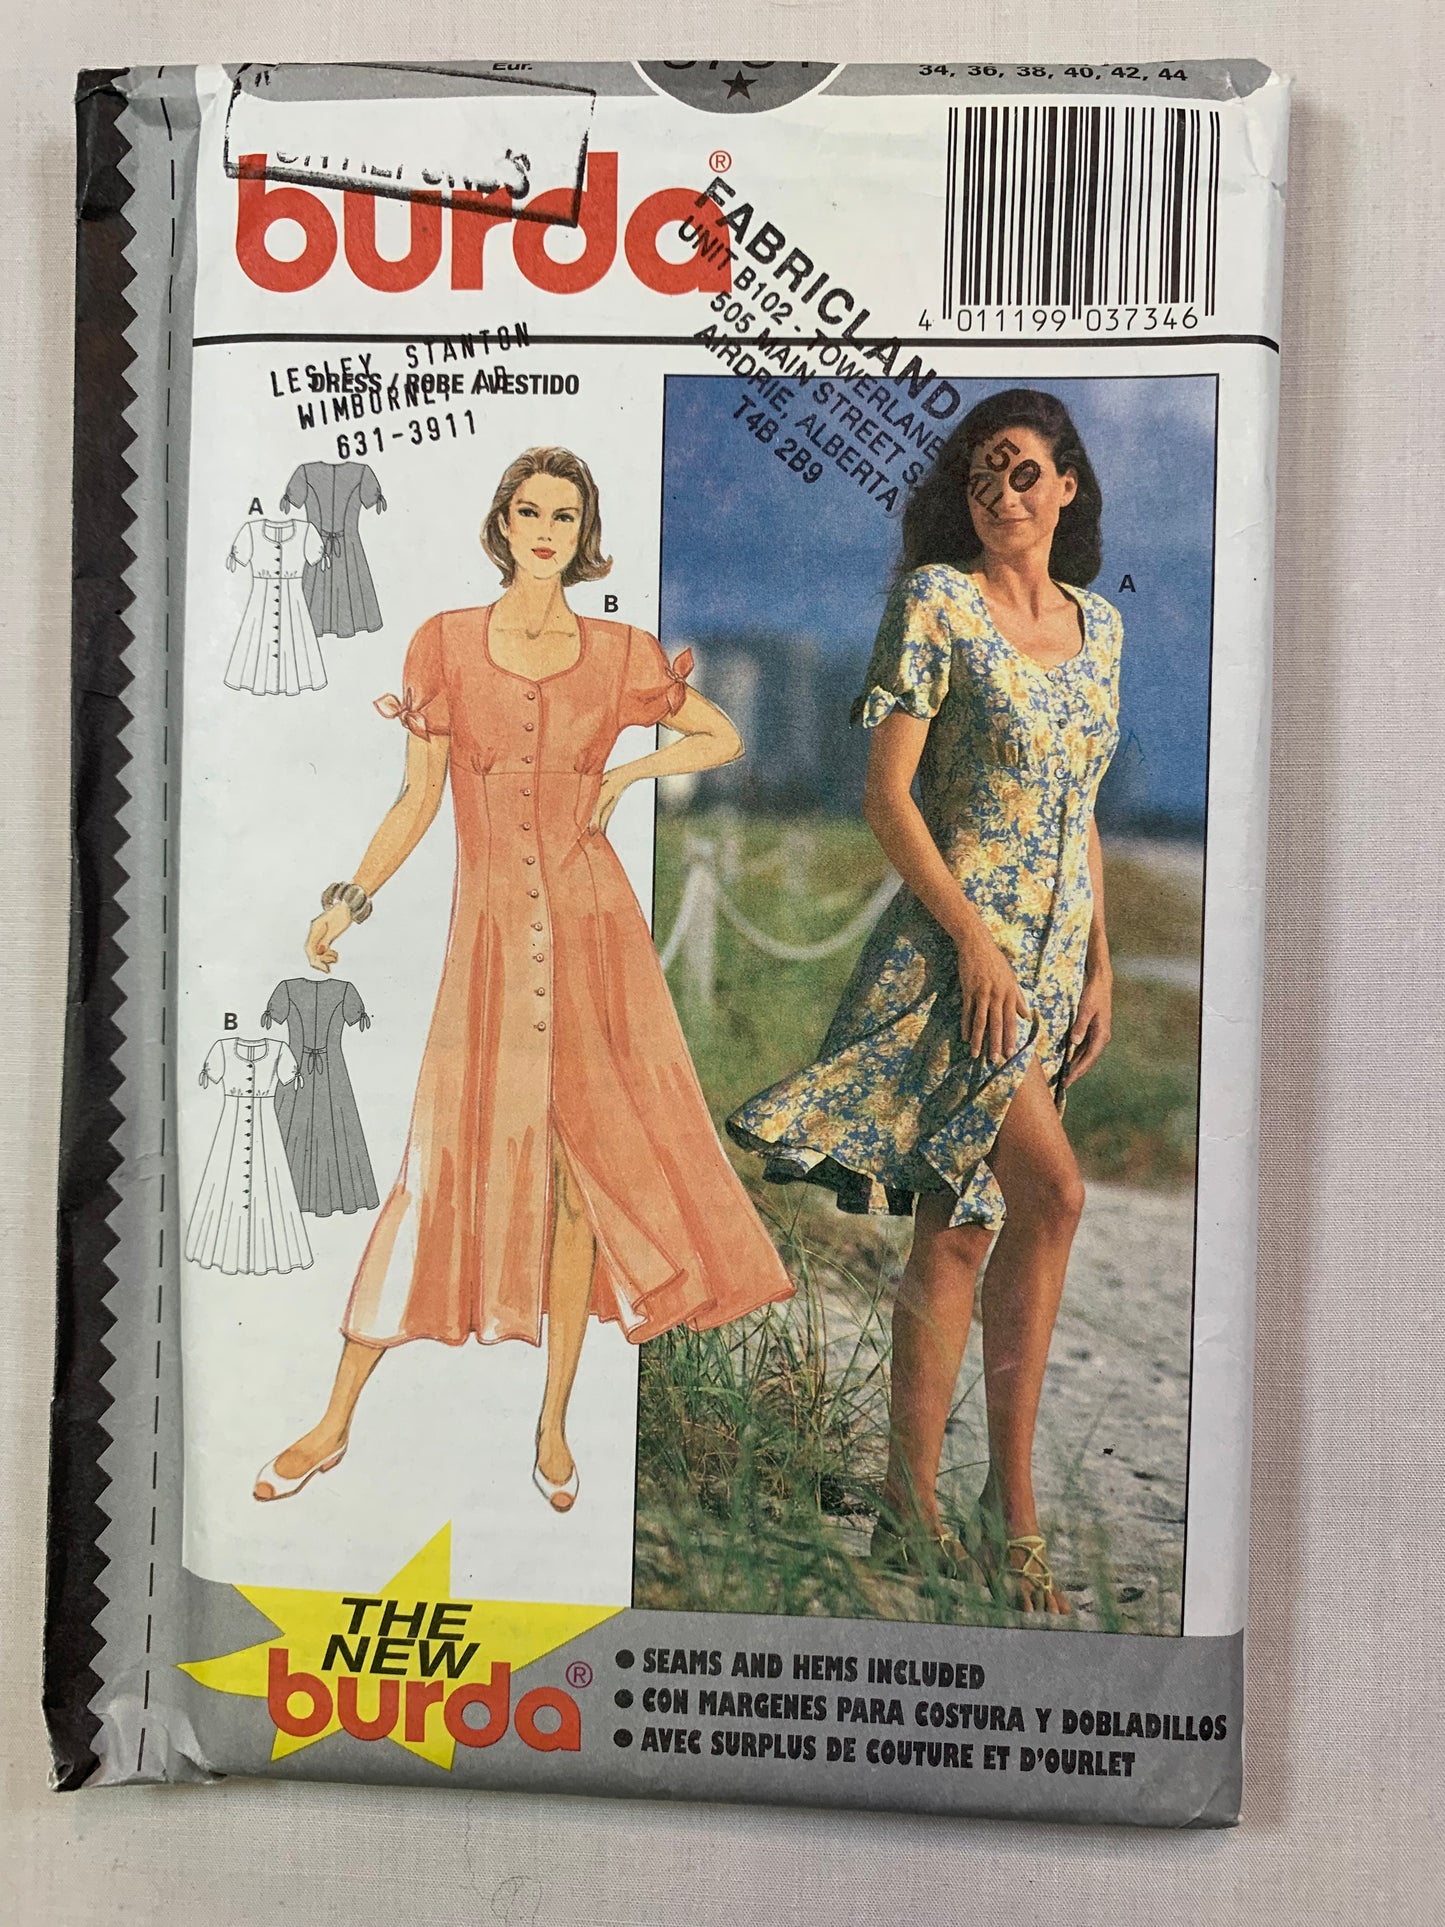 Eur.
34, 36, 38, 40, 42, 44
burda®
4 011199 037346
FABRICLAND
UNIT B102 - TOWERLANE MALL
505 MAIN STREET S.
AIRDRIE, ALBERTA
T4B 2B9
LESLEY STANTON
WIMBORNE, AB
631-3911
DRESS / ROBE / VESTIDO
A
B
A
B
THE
NEW
burda®
● SEAMS AND HEMS INCLUDED
● CON MARGENES PARA COSTURA Y DOBLADILLOS
● AVEC SURPLUS DE COUTURE ET D'OURLET